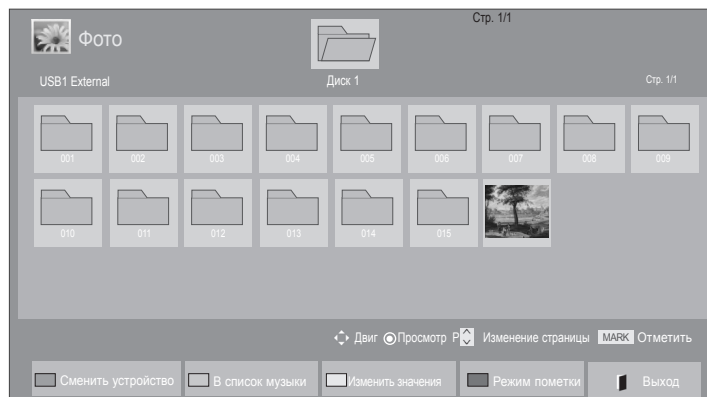 Стр. 1/1
Фото
USB1 External
Диск 1
Стр. 1/1
001 002 003 004 005 006 007 008 009
010 011 012 013 014 015
Двиг Просмотр P Изменение страницы MARK Отметить
Сменить устройство В список музыки Изменить значения Режим пометки Выход